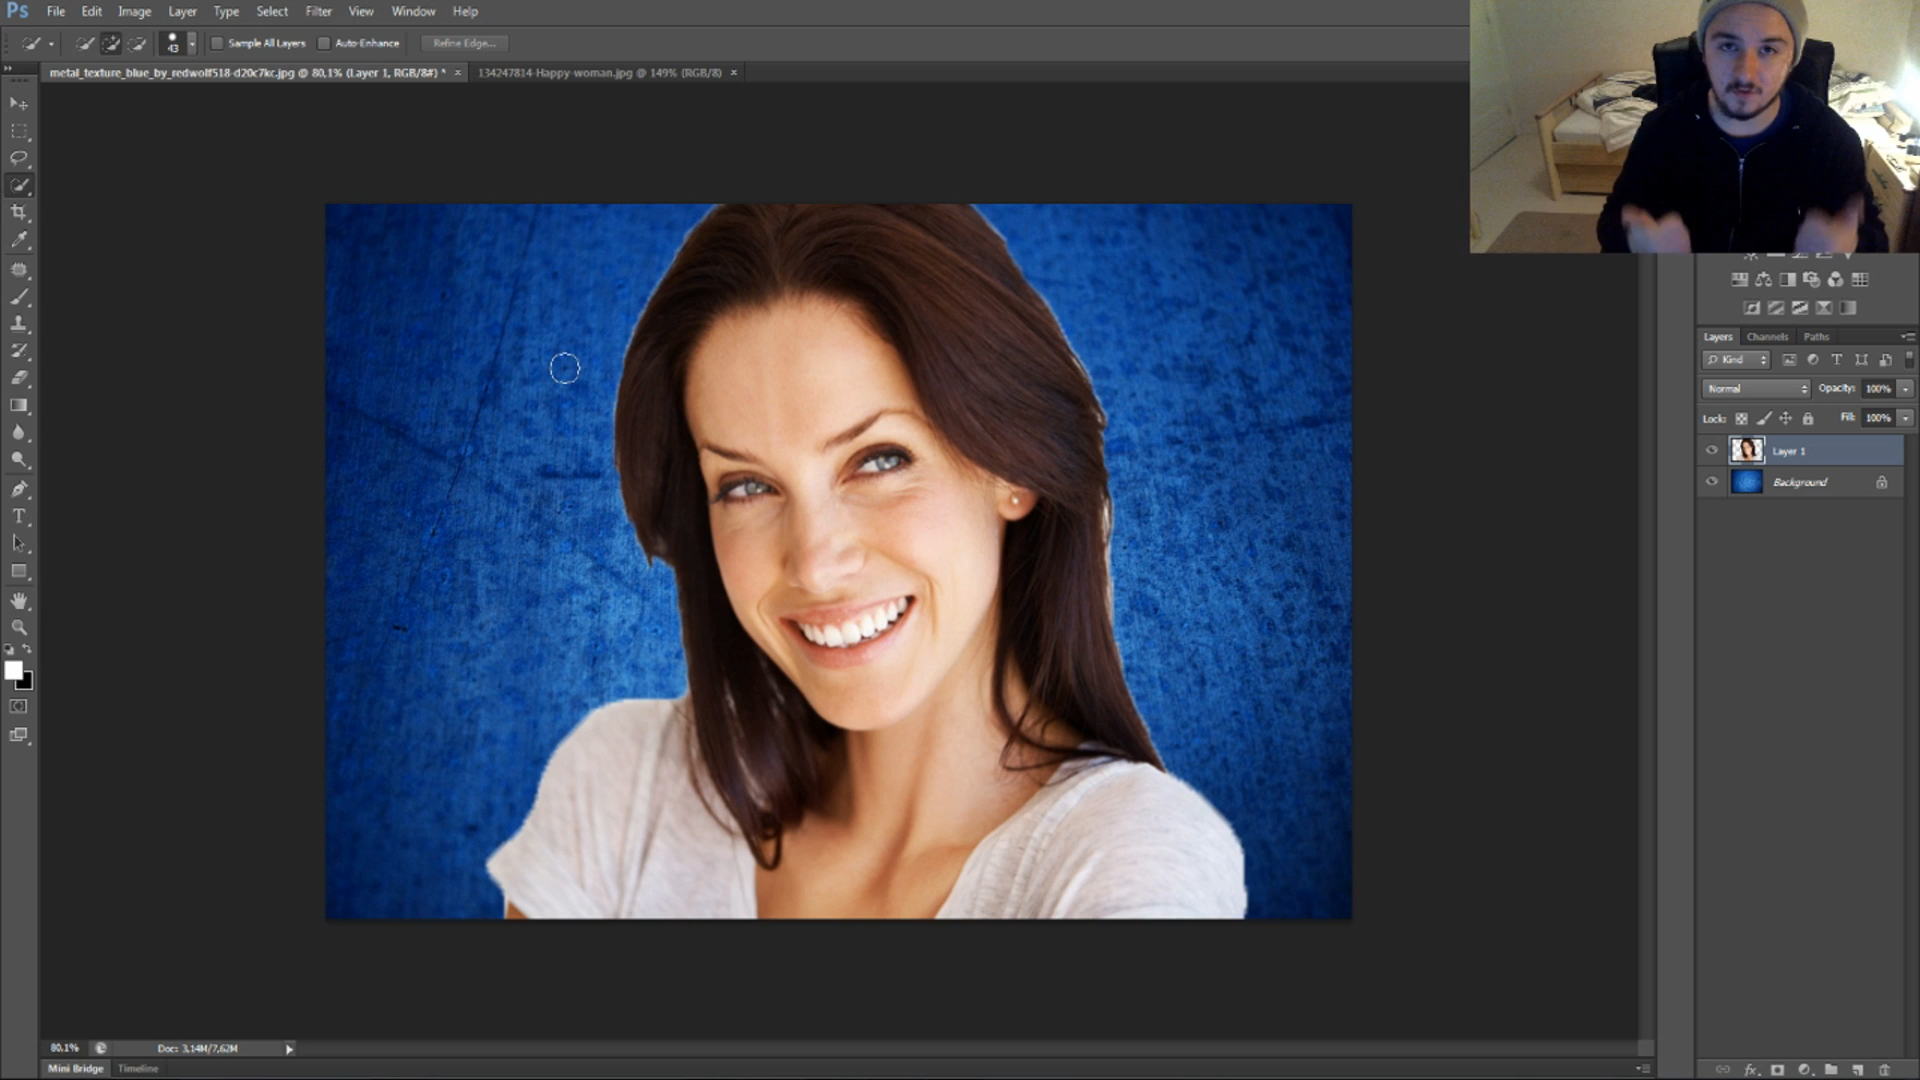 Ps File Edit Image Layer Type Select Filter View Window Help
43 Sample All Layers Auto-Enhance Refine Edge...
metal_texture_blue_by_redwolf518-d20c7kc.jpg @ 80,1% (Layer 1, RGB/8#) * × 134247814-Happy-woman.jpg @ 149% (RGB/8) ×
Layers Channels Paths
Kind
Normal Opacity: 100%
Lock: Fill: 100%
Layer 1
Background
80.1% Doc: 3,14M/7,62M
Mini Bridge Timeline